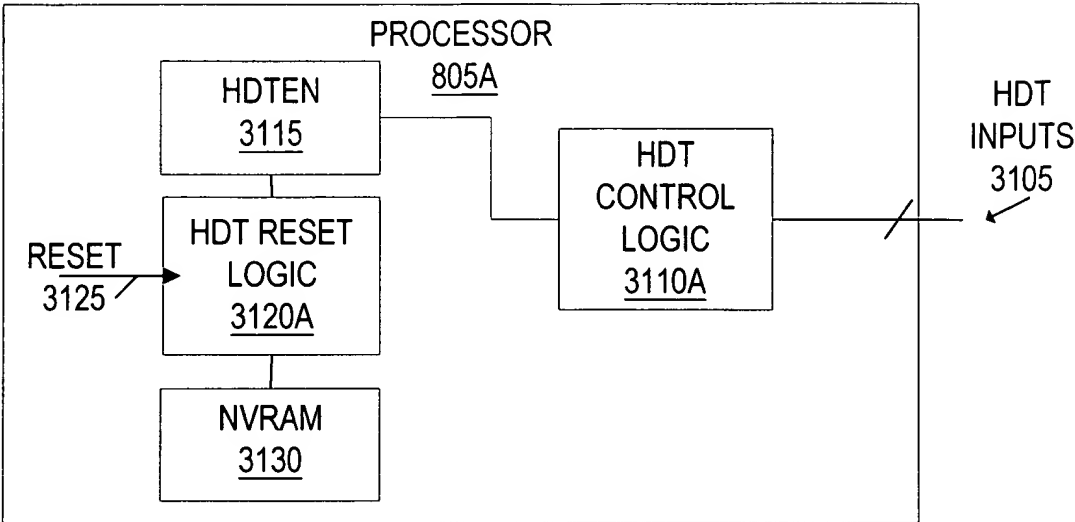 PROCESSOR
805A
HDTEN
3115
HDT RESET
LOGIC
3120A
NVRAM
3130
RESET
3125
HDT
CONTROL
LOGIC
3110A
HDT
INPUTS
3105